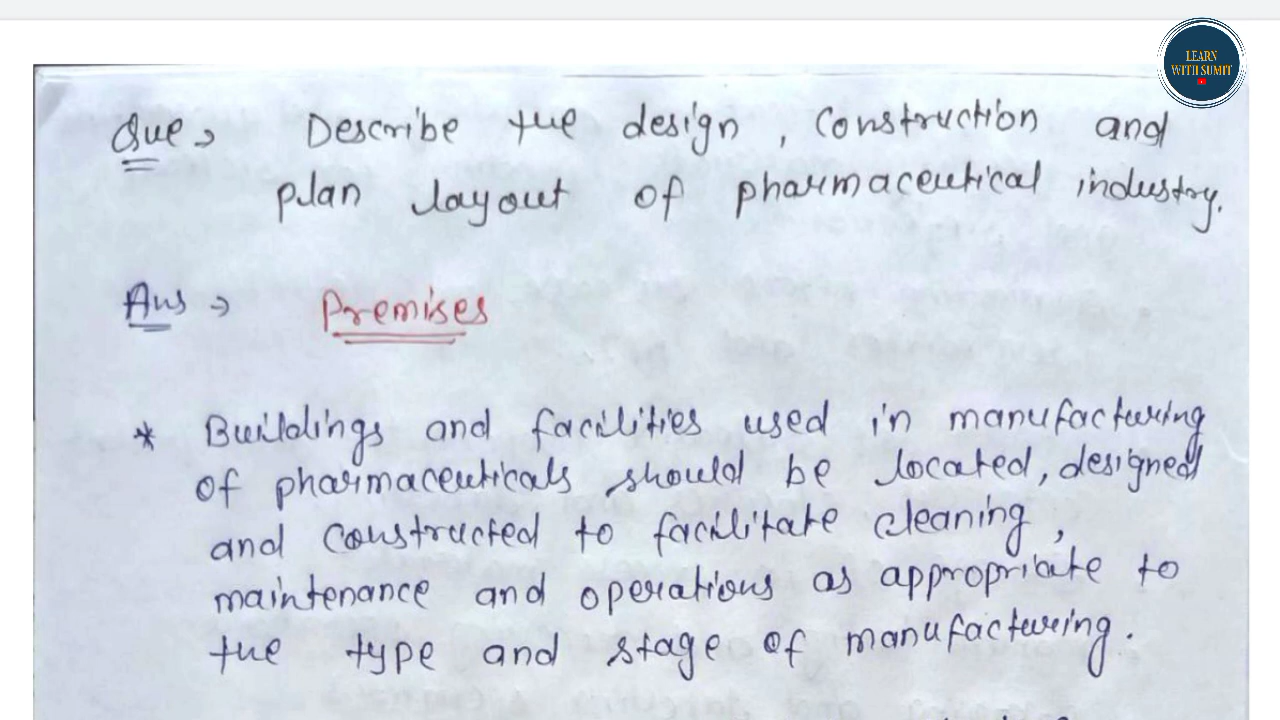 LEARN
WITH SUMIT
Que → Describe the design, construction and
plan layout of pharmaceutical industry.
Ans → Premises
* Buildings and facilities used in manufacturing
of pharmaceuticals should be located, designed
and constructed to facilitate cleaning,
maintenance and operations as appropriate to
the type and stage of manufacturing.